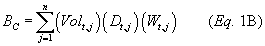 B_C = \sum_{j=1}^{n} (Vol_{t,j})(D_{t,j})(W_{t,j}) (Eq. 1B)